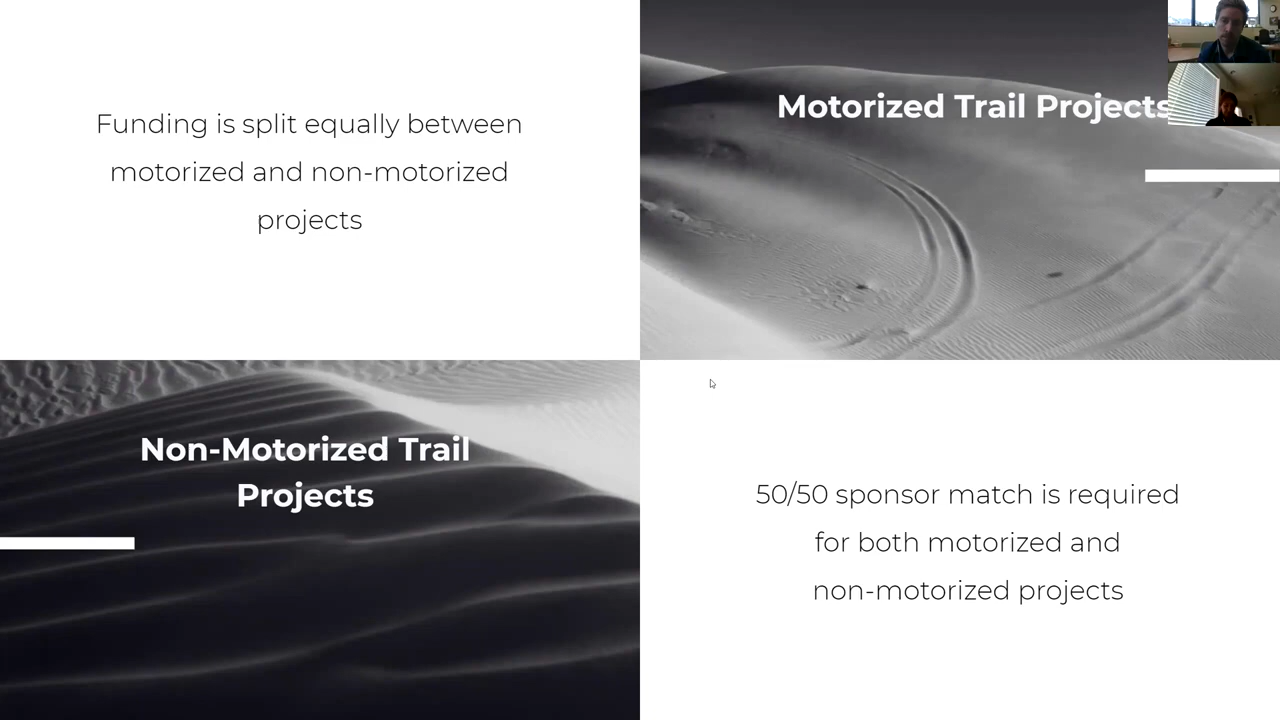 Funding is split equally between
motorized and non-motorized
projects
Motorized Trail Projects
Non-Motorized Trail
Projects
50/50 sponsor match is required
for both motorized and
non-motorized projects